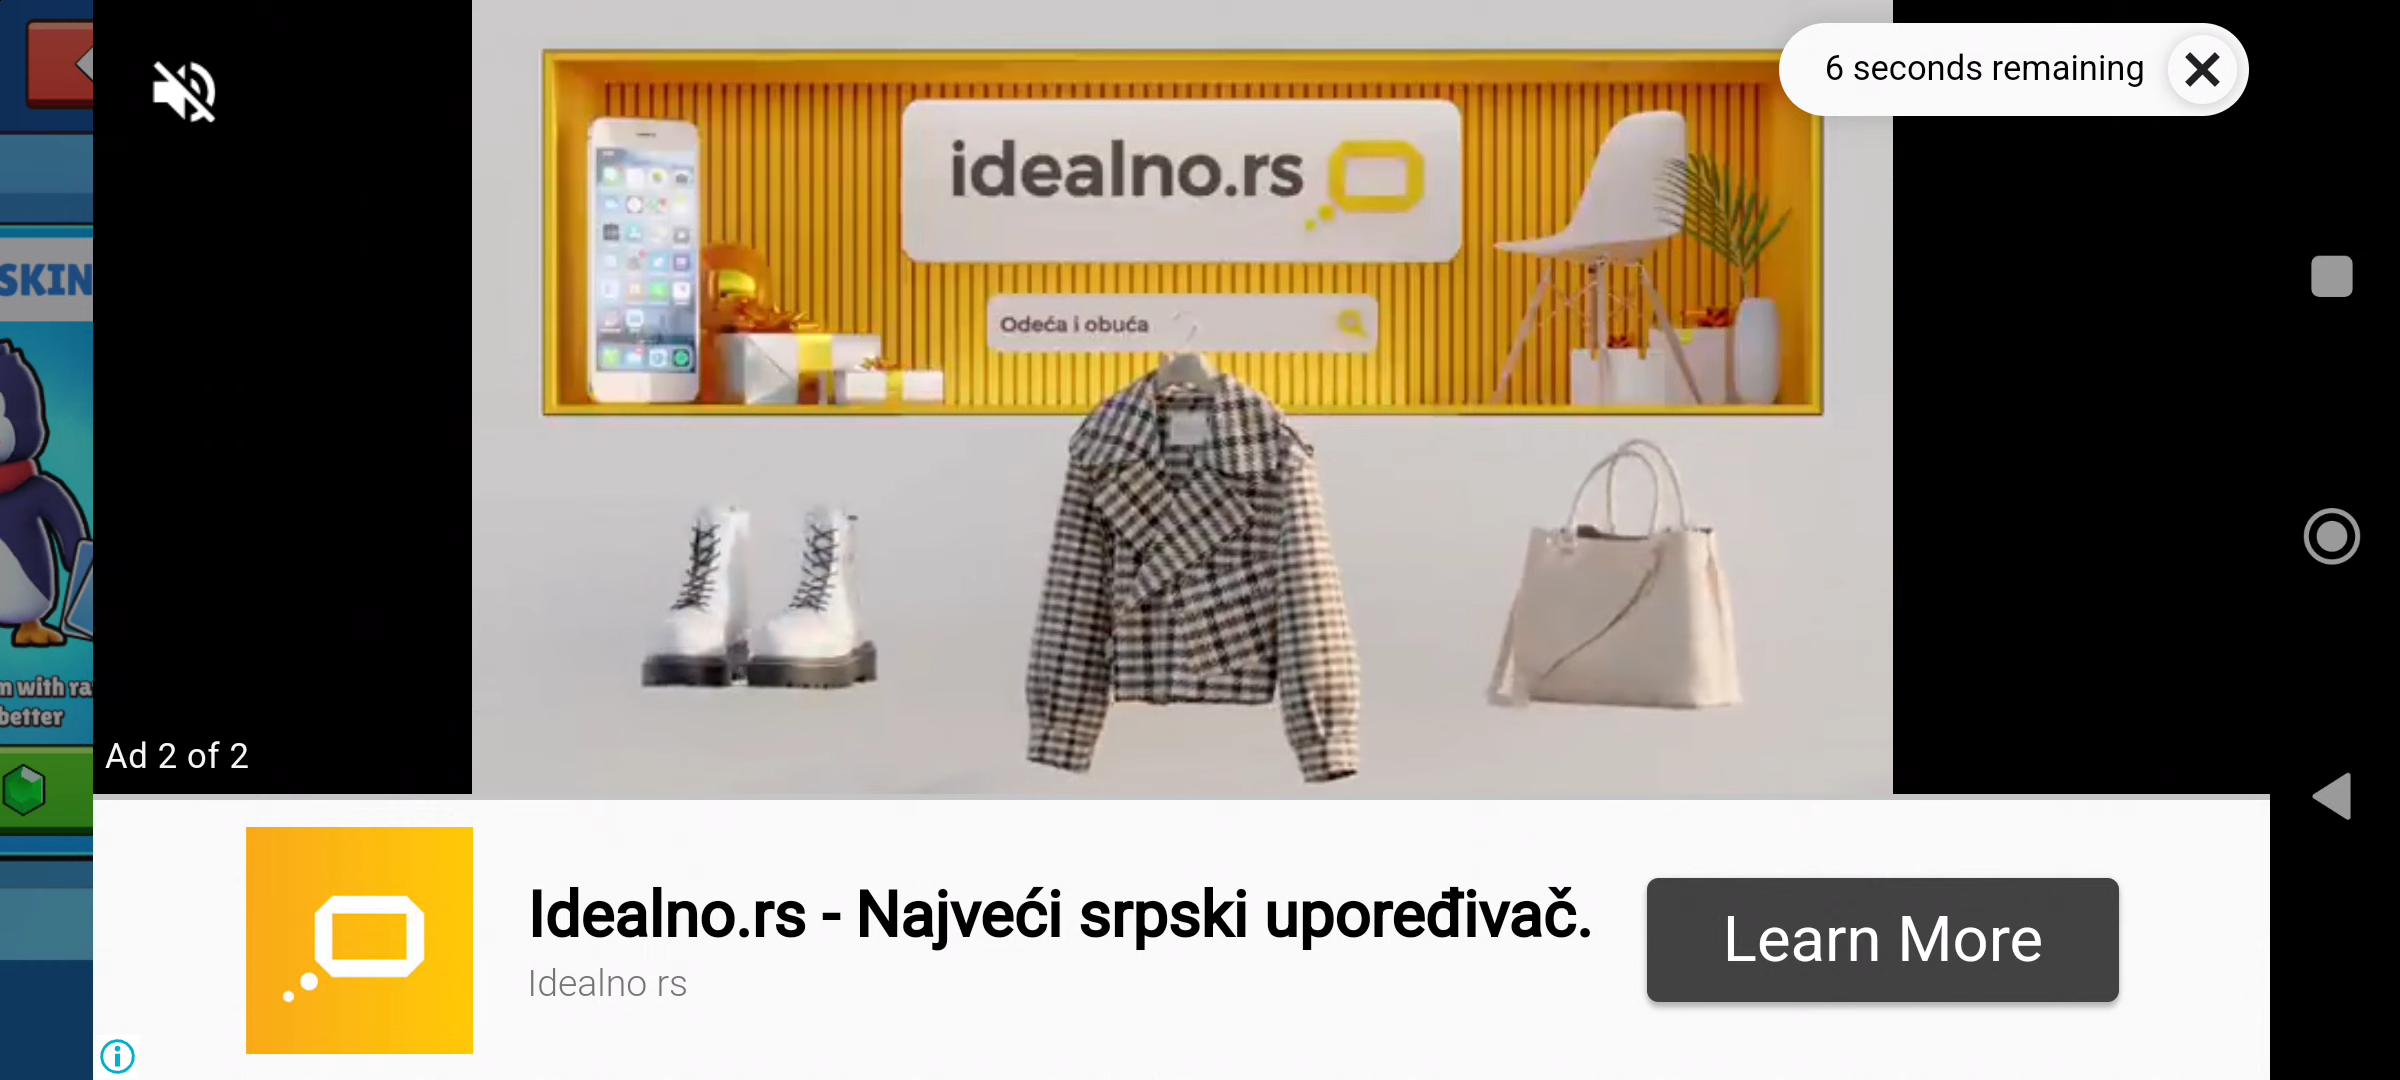 6 seconds remaining
idealno.rs
Odeća i obuća
SKIN
m with ra
better
Ad 2 of 2
Idealno.rs - Najveći srpski upoređivač.
Idealno rs
Learn More